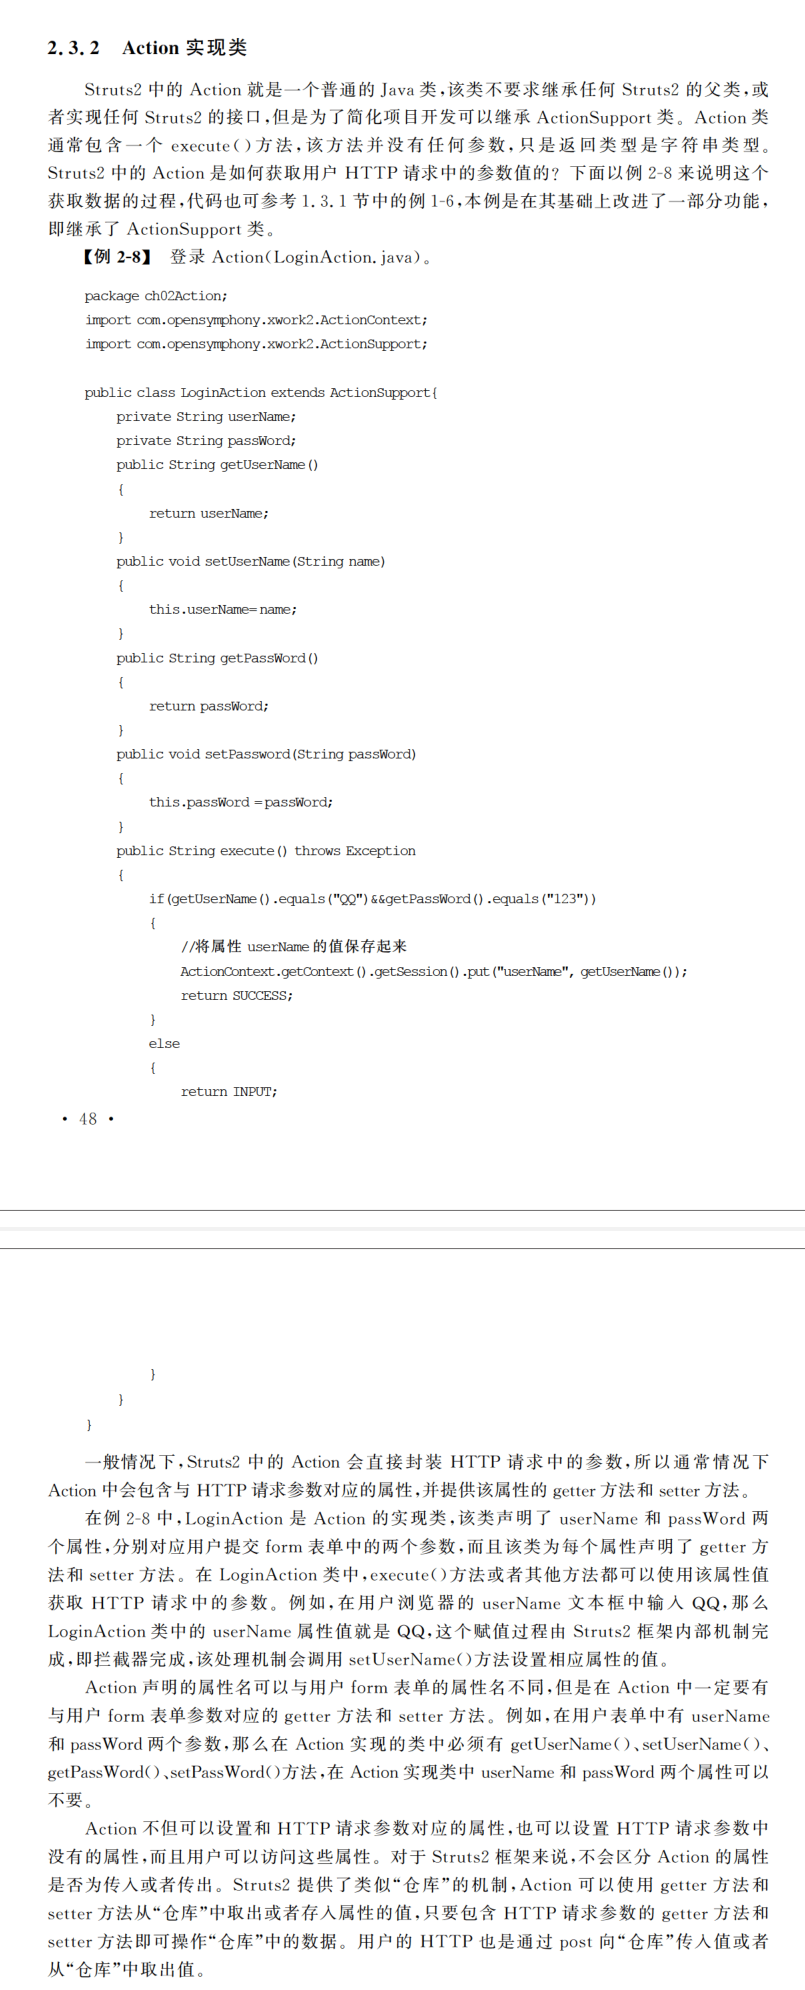 2.3.2 Action 实现类
Struts2 中的 Action 就是一个普通的 Java 类,该类不要求继承任何 Struts2 的父类,或
者实现任何 Struts2 的接口,但是为了简化项目开发可以继承 ActionSupport 类。Action 类
通常包含一个 execute()方法,该方法并没有任何参数,只是返回类型是字符串类型。
Struts2 中的 Action 是如何获取用户 HTTP 请求中的参数值的? 下面以例 2-8 来说明这个
获取数据的过程,代码也可参考 1.3.1 节中的例 1-6,本例是在其基础上改进了一部分功能,
即继承了 ActionSupport 类。
【例 2-8】 登录 Action(LoginAction.java)。
package ch02Action;
import com.opensymphony.xwork2.ActionContext;
import com.opensymphony.xwork2.ActionSupport;
public class LoginAction extends ActionSupport{
private String userName;
private String passWord;
public String getUserName()
{
return userName;
}
public void setUserName(String name)
{
this.userName=name;
}
public String getPassWord()
{
return passWord;
}
public void setPassword(String passWord)
{
this.passWord =passWord;
}
public String execute() throws Exception
{
if(getUserName().equals("QQ")&&getPassWord().equals("123"))
{
//将属性 userName 的值保存起来
ActionContext.getContext().getSession().put("userName", getUserName());
return SUCCESS;
}
else
{
return INPUT;
• 48 •
}
}
}
一般情况下,Struts2 中的 Action 会直接封装 HTTP 请求中的参数,所以通常情况下
Action 中会包含与 HTTP 请求参数对应的属性,并提供该属性的 getter 方法和 setter 方法。
在例 2-8 中,LoginAction 是 Action 的实现类,该类声明了 userName 和 passWord 两
个属性,分别对应用户提交 form 表单中的两个参数,而且该类为每个属性声明了 getter 方
法和 setter 方法。在 LoginAction 类中,execute()方法或者其他方法都可以使用该属性值
获取 HTTP 请求中的参数。例如,在用户浏览器的 userName 文本框中输入 QQ,那么
LoginAction 类中的 userName 属性值就是 QQ,这个赋值过程由 Struts2 框架内部机制完
成,即拦截器完成,该处理机制会调用 setUserName()方法设置相应属性的值。
Action 声明的属性名可以与用户 form 表单的属性名不同,但是在 Action 中一定要有
与用户 form 表单参数对应的 getter 方法和 setter 方法。例如,在用户表单中有 userName
和 passWord 两个参数,那么在 Action 实现的类中必须有 getUserName()、setUserName()、
getPassWord()、setPassWord()方法,在 Action 实现类中 userName 和 passWord 两个属性可以
不要。
Action 不但可以设置和 HTTP 请求参数对应的属性,也可以设置 HTTP 请求参数中
没有的属性,而且用户可以访问这些属性。对于 Struts2 框架来说,不会区分 Action 的属性
是否为传入或者传出。Struts2 提供了类似“仓库”的机制,Action 可以使用 getter 方法和
setter 方法从“仓库”中取出或者存入属性的值,只要包含 HTTP 请求参数的 getter 方法和
setter 方法即可操作“仓库”中的数据。用户的 HTTP 也是通过 post 向“仓库”传入值或者
从“仓库”中取出值。